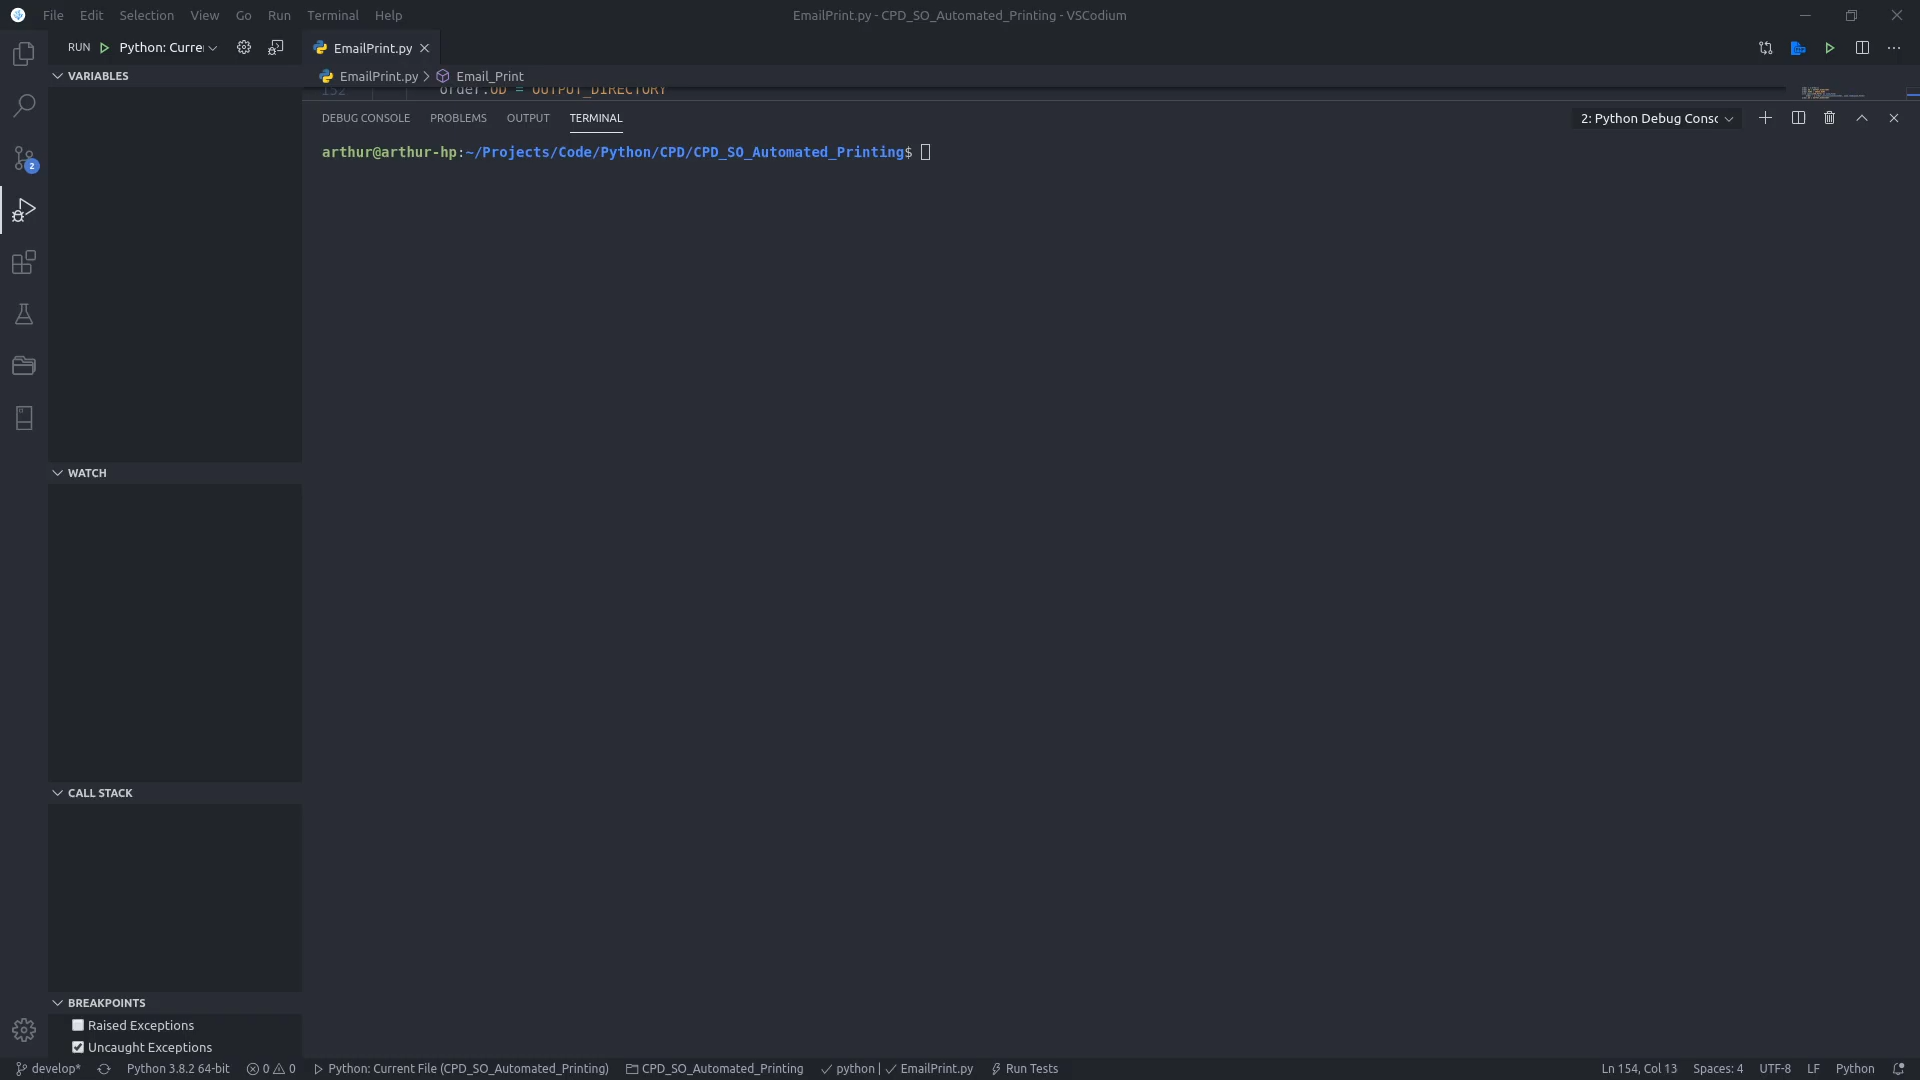 File Edit Selection View Go Run Terminal Help
EmailPrint.py - CPD_SO_Automated_Printing - VSCodium
RUN Python: Curre
EmailPrint.py
VARIABLES
EmailPrint.py > Email_Print
152 order.OD = OUTPUT_DIRECTORY
DEBUG CONSOLE PROBLEMS OUTPUT TERMINAL
2: Python Debug Consc
arthur@arthur-hp:~/Projects/Code/Python/CPD/CPD_SO_Automated_Printing$
2
WATCH
CALL STACK
BREAKPOINTS
Raised Exceptions
Uncaught Exceptions
develop* Python 3.8.2 64-bit 0 0 Python: Current File (CPD_SO_Automated_Printing) CPD_SO_Automated_Printing python | EmailPrint.py Run Tests
Ln 154, Col 13 Spaces: 4 UTF-8 LF Python